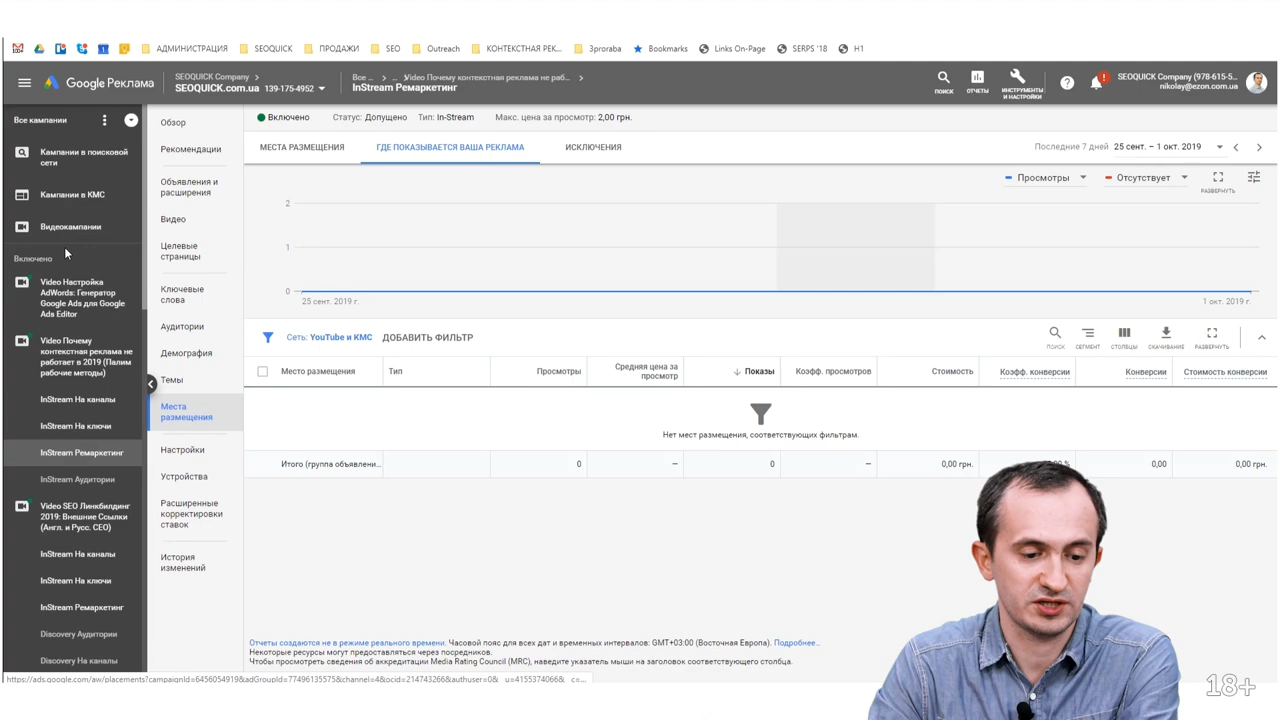 АДМИНИСТРАЦИЯ
SEOQUICK
ПРОДАЖИ
SEO
Outreach
КОНТЕКСТНАЯ РЕК...
3proraba
Bookmarks
Links On-Page
SERPS '18
H1
Google Реклама
SEOQUICK Company
SEOQUICK.com.ua 139-175-4952
Все ... ... Video Почему контекстная реклама не раб...
InStream Ремаркетинг
ПОИСК
ОТЧЕТЫ
ИНСТРУМЕНТЫ
И НАСТРОЙКИ
SEOQUICK Company (978-615-5...
nikolay@ezon.com.ua
Все кампании
Кампании в поисковой
сети
Кампании в КМС
Видеокампании
Включено
Video Настройка
AdWords: Генератор
Google Ads для Google
Ads Editor
Video Почему
контекстная реклама не
работает в 2019 (Палим
рабочие методы)
InStream На каналы
InStream На ключи
InStream Ремаркетинг
InStream Аудитории
Video SEO Линкбилдинг
2019: Внешние Ссылки
(Англ. и Русс. СЕО)
InStream На каналы
InStream На ключи
InStream Ремаркетинг
Discovery Аудитории
Discovery На каналы
Обзор
Рекомендации
Объявления и
расширения
Видео
Целевые
страницы
Ключевые
слова
Аудитории
Демография
Темы
Места
размещения
Настройки
Устройства
Расширенные
корректировки
ставок
История
изменений
Включено Статус: Допущено Тип: In-Stream Макс. цена за просмотр: 2,00 грн.
МЕСТА РАЗМЕЩЕНИЯ
ГДЕ ПОКАЗЫВАЕТСЯ ВАША РЕКЛАМА
ИСКЛЮЧЕНИЯ
Последние 7 дней 25 сент. – 1 окт. 2019
Просмотры
Отсутствует
РАЗВЕРНУТЬ
2
1
0
25 сент. 2019 г.
1 окт. 2019 г.
Сеть: YouTube и КМС
ДОБАВИТЬ ФИЛЬТР
ПОИСК
СЕГМЕНТ
СТОЛБЦЫ
СКАЧИВАНИЕ
РАЗВЕРНУТЬ
Место размещения
Тип
Просмотры
Средняя цена за
просмотр
Показы
Коэфф. просмотров
Стоимость
Коэфф. конверсии
Конверсии
Стоимость конверсии
Нет мест размещения, соответствующих фильтрам.
Итого (группа объявлени...
0
–
0
–
0,00 грн.
%
0,00
0,00 грн.
Отчеты создаются не в режиме реального времени. Часовой пояс для всех дат и временных интервалов: GMT+03:00 (Восточная Европа). Подробнее..
Некоторые ресурсы могут предоставляться через посредников.
Чтобы просмотреть сведения об аккредитации Media Rating Council (MRC), наведите указатель мыши на заголовок соответствующего столбца.
18+